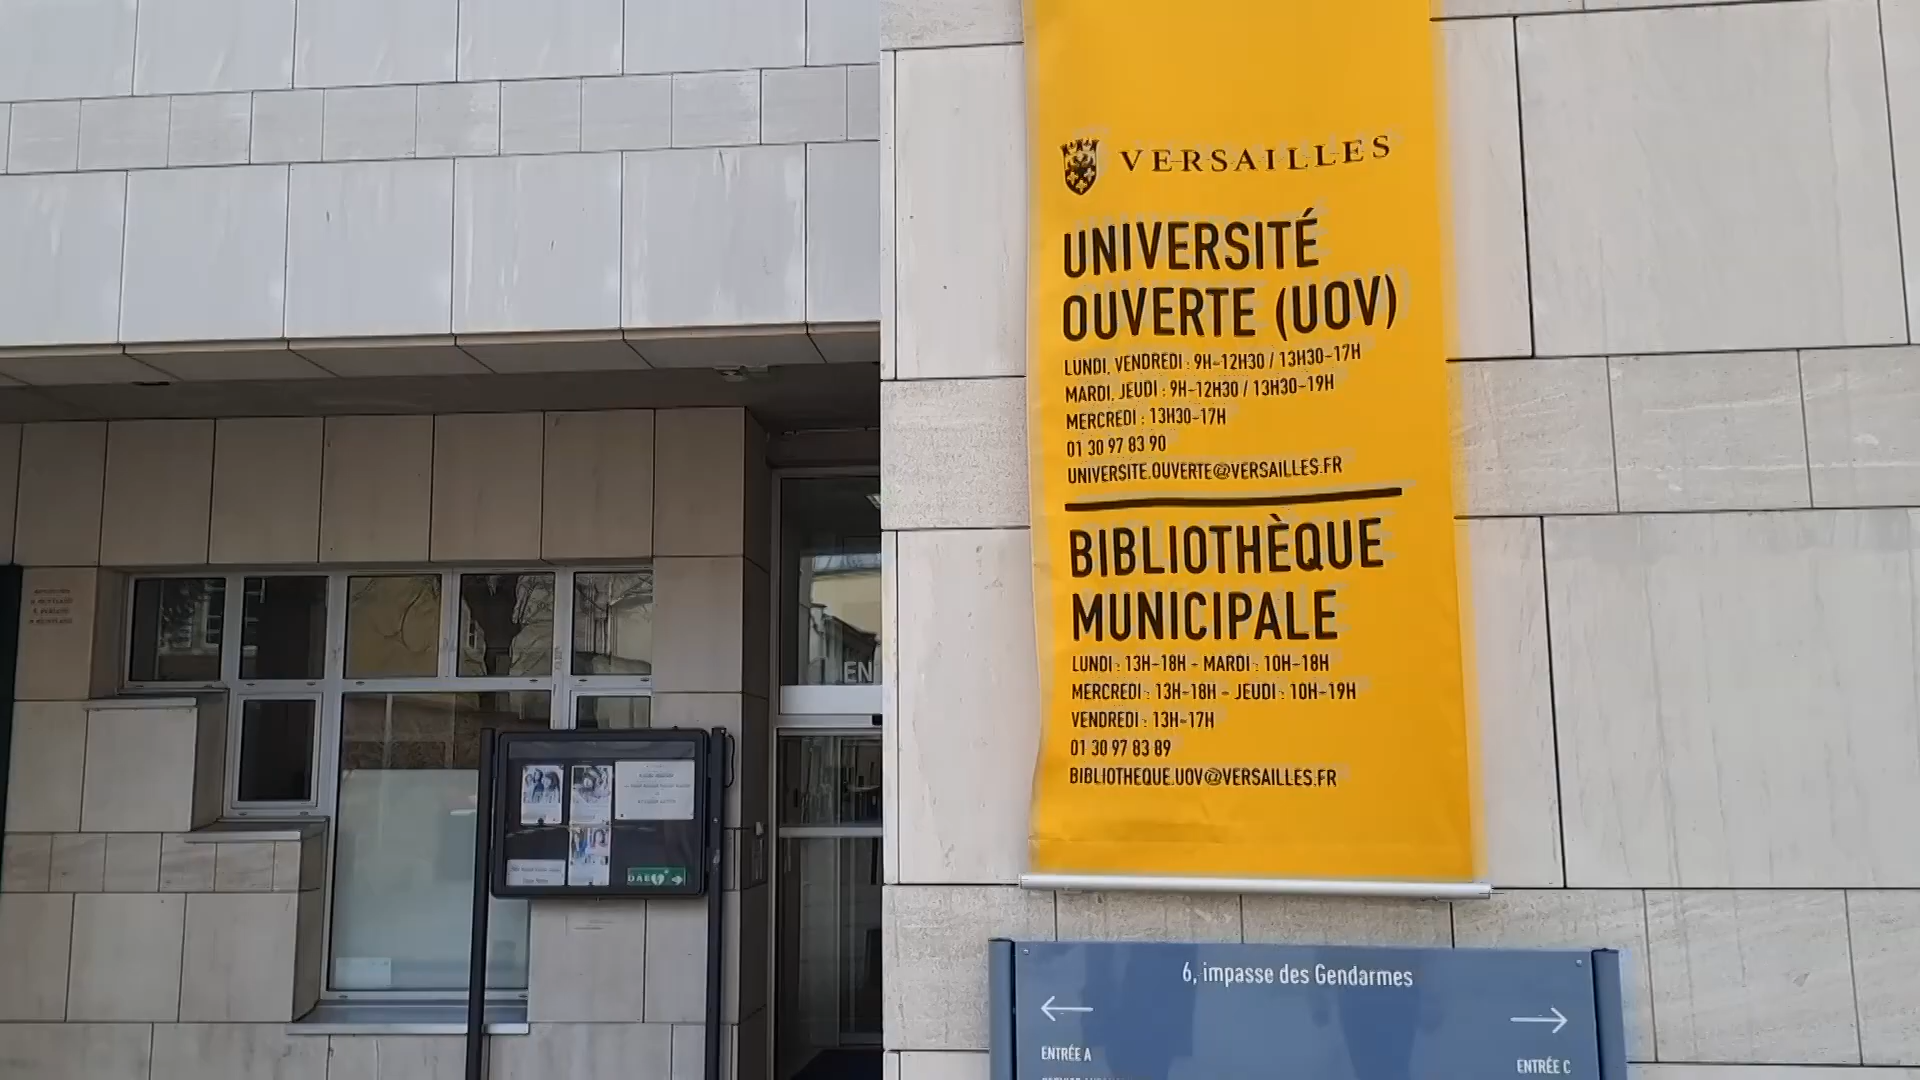 VERSAILLES
UNIVERSITÉ
OUVERTE (UOV)
LUNDI, VENDREDI : 9H-12H30 / 13H30-17H
MARDI, JEUDI : 9H-12H30 / 13H30-19H
MERCREDI : 13H30-17H
01 30 97 83 90
UNIVERSITE.OUVERTE@VERSAILLES.FR
BIBLIOTHÈQUE
MUNICIPALE
LUNDI : 13H-18H - MARDI : 10H-18H
MERCREDI : 13H-18H - JEUDI : 10H-19H
VENDREDI : 13H-17H
01 30 97 83 89
BIBLIOTHEQUE.UOV@VERSAILLES.FR
6, impasse des Gendarmes
ENTRÉE A
ENTRÉE C
EN
DAE